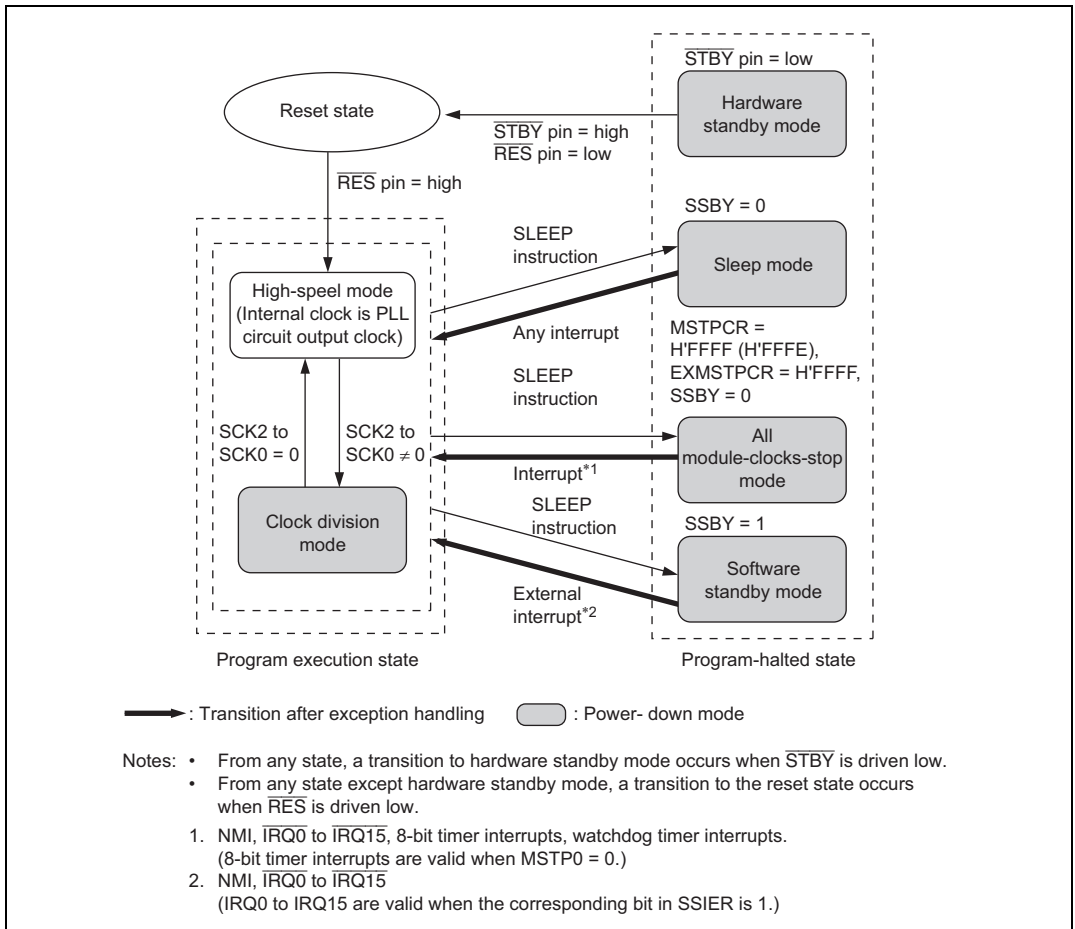 STBY pin = low
Hardware
standby mode
Reset state
STBY pin = high
RES pin = low
RES pin = high
SSBY = 0
SLEEP
instruction
Sleep mode
High-speel mode
(Internal clock is PLL
circuit output clock)
Any interrupt
MSTPCR =
H'FFFF (H'FFFE),
EXMSTPCR = H'FFFF,
SSBY = 0
SLEEP
instruction
SCK2 to
SCK0 = 0
SCK2 to
SCK0 ≠ 0
All
module-clocks-stop
mode
Interrupt*1
SLEEP
instruction
Clock division
mode
SSBY = 1
Software
standby mode
External
interrupt*2
Program execution state
Program-halted state
: Transition after exception handling
: Power- down mode
Notes: • From any state, a transition to hardware standby mode occurs when STBY is driven low.
• From any state except hardware standby mode, a transition to the reset state occurs
when RES is driven low.
1. NMI, IRQ0 to IRQ15, 8-bit timer interrupts, watchdog timer interrupts.
(8-bit timer interrupts are valid when MSTP0 = 0.)
2. NMI, IRQ0 to IRQ15
(IRQ0 to IRQ15 are valid when the corresponding bit in SSIER is 1.)